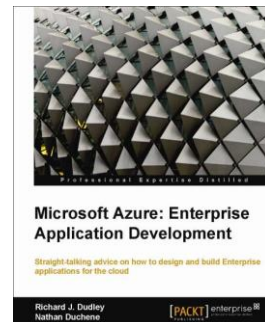 Professional Expertise Distilled
Microsoft Azure: Enterprise
Application Development
Straight-talking advice on how to design and build Enterprise
applications for the cloud
Richard J. Dudley
Nathan Duchene
[PACKT] enterprise
PUBLISHING